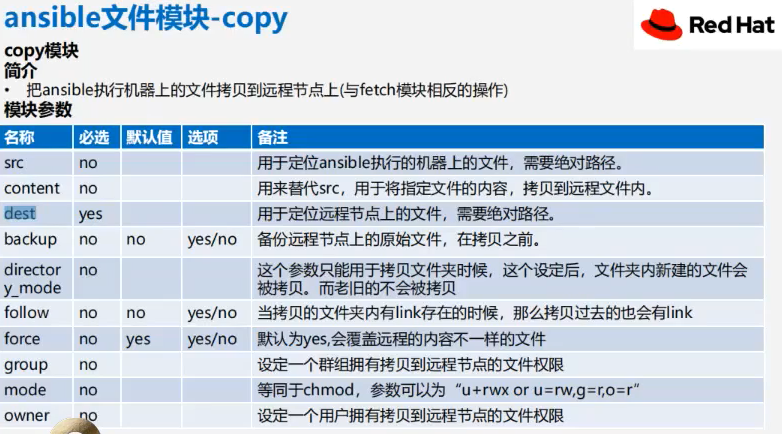 ansible文件模块-copy
Red Hat
copy模块
简介
• 把ansible执行机器上的文件拷贝到远程节点上(与fetch模块相反的操作)
模块参数
名称 必选 默认值 选项 备注
src no 用于定位ansible执行的机器上的文件，需要绝对路径。
content no 用来替代src，用于将指定文件的内容，拷贝到远程文件内。
dest yes 用于定位远程节点上的文件，需要绝对路径。
backup no no yes/no 备份远程节点上的原始文件，在拷贝之前。
director no 这个参数只能用于拷贝文件夹时候，这个设定后，文件夹内新建的文件会
y_mode 被拷贝。而老旧的不会被拷贝
follow no no yes/no 当拷贝的文件夹内有link存在的时候，那么拷贝过去的也会有link
force no yes yes/no 默认为yes,会覆盖远程的内容不一样的文件
group no 设定一个群组拥有拷贝到远程节点的文件权限
mode no 等同于chmod，参数可以为“u+rwx or u=rw,g=r,o=r“
owner no 设定一个用户拥有拷贝到远程节点的文件权限